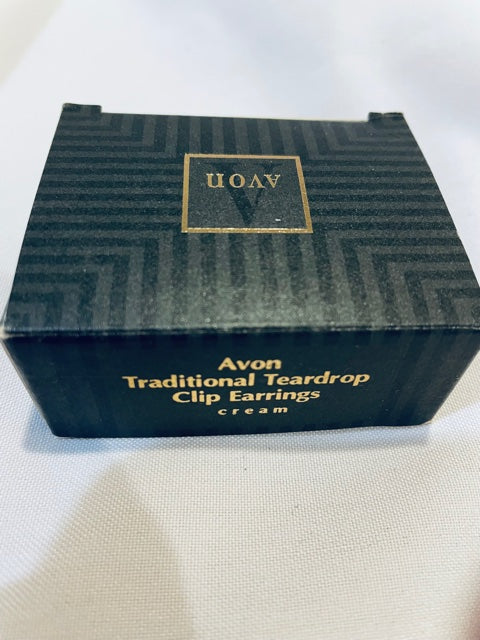 AVON
Avon
Traditional Teardrop
Clip Earrings
cream